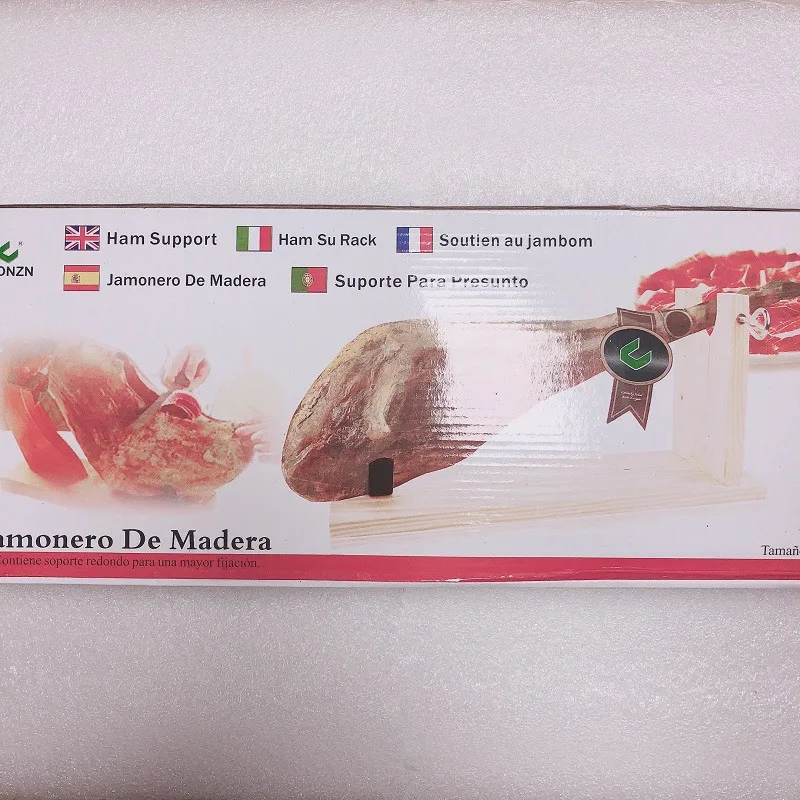 Ham Support Ham Su Rack Soutien au jambom
ONZN ®
Jamonero De Madera Suporte Para Presunto
amonero De Madera
ontiene soporte redondo para una mayor fijación.
Tamañ